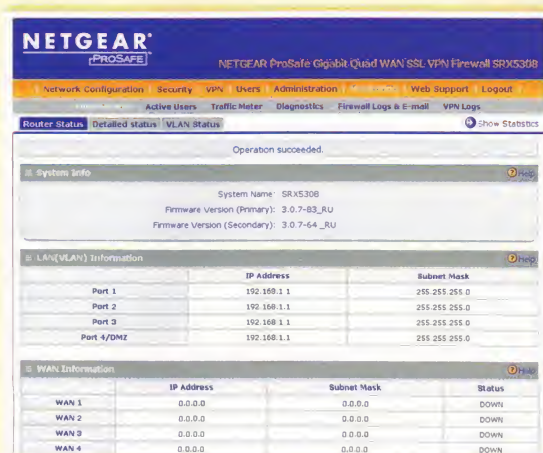 NETGEAR®
PROSAFE
NETGEAR ProSafe Gigabit Quad WAN SSL VPN Firewall SRX5308
Network Configuration | Security | VPN | Users | Administration | Web Support | Logout
Active Users Traffic Meter Diagnostics Firewall Logs & E-mail VPN Logs
Router Status Detailed status VLAN Status Show Statistics
Operation succeeded.
System Info Help
System Name: SRX5308
Firmware Version (Primary): 3.0.7-83_RU
Firmware Version (Secondary): 3.0.7-64_RU
LAN(VLAN) Information Help
IP Address Subnet Mask
Port 1 192.168.1.1 255.255.255.0
Port 2 192.168.1.1 255.255.255.0
Port 3 192.168.1.1 255.255.255.0
Port 4/DMZ 192.168.1.1 255.255.255.0
WAN Information Help
IP Address Subnet Mask Status
WAN 1 0.0.0.0 0.0.0.0 DOWN
WAN 2 0.0.0.0 0.0.0.0 DOWN
WAN 3 0.0.0.0 0.0.0.0 DOWN
WAN 4 0.0.0.0 0.0.0.0 DOWN